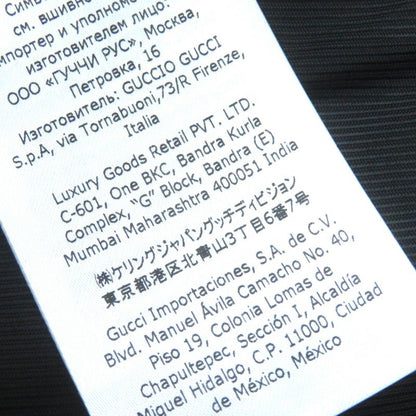 Симво
см. вшивно
мпортер и уполномо
изготовителем лицо:
ООО «ГУЧЧИ РУС», Москва,
Петровка, 16
Изготовитель: GUCCIO GUCCI
S.p.A, via Tornabuoni,73/R Firenze,
Italia
Luxury Goods Retail PVT. LTD.
C-601, One BKC, Bandra Kurla
Complex, “G” Block, Bandra (E)
Mumbai Maharashtra 400051 India
㈱ケリングジャパングッチディビジョン
東京都港区北青山3丁目6番7号
Gucci Importaciones, S.A. de C.V.
Blvd. Manuel Ávila Camacho No. 40,
Piso 19, Colonia Lomas de
Chapultepec, Sección I, Alcaldía
Miguel Hidalgo, C.P. 11000, Ciudad
de México, México